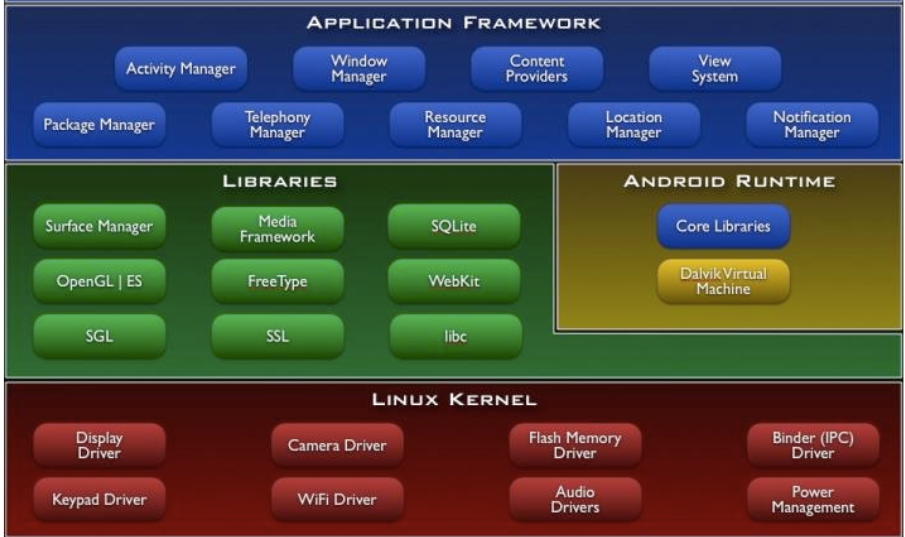 APPLICATION FRAMEWORK
Activity Manager
Window
Manager
Content
Providers
View
System
Package Manager
Telephony
Manager
Resource
Manager
Location
Manager
Notification
Manager
LIBRARIES
Surface Manager
Media
Framework
SQLite
OpenGL | ES
FreeType
WebKit
SGL
SSL
libc
ANDROID RUNTIME
Core Libraries
Dalvik Virtual
Machine
LINUX KERNEL
Display
Driver
Camera Driver
Flash Memory
Driver
Binder (IPC)
Driver
Keypad Driver
WiFi Driver
Audio
Drivers
Power
Management